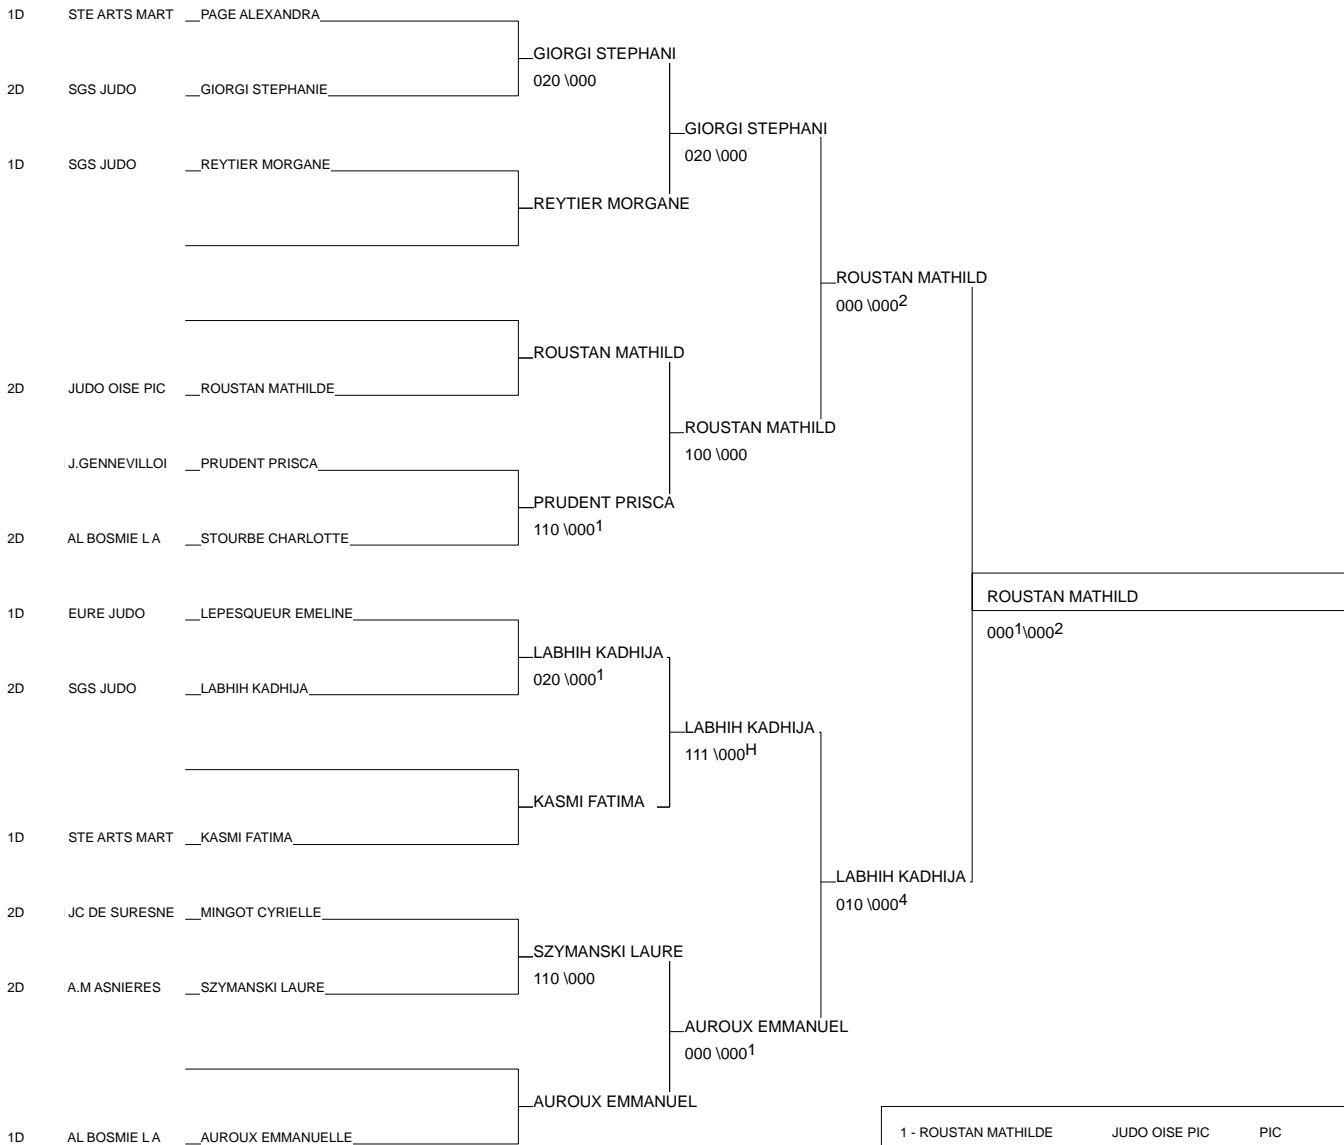 1D STE ARTS MART PAGE ALEXANDRA
GIORGI STEPHANI
020 \000
2D SGS JUDO GIORGI STEPHANIE
GIORGI STEPHANI
020 \000
1D SGS JUDO REYTIER MORGANE
REYTIER MORGANE
ROUSTAN MATHILD
000 \000²
ROUSTAN MATHILD
2D JUDO OISE PIC ROUSTAN MATHILDE
ROUSTAN MATHILD
100 \000
J.GENNEVILLOI PRUDENT PRISCA
PRUDENT PRISCA
110 \000¹
2D AL BOSMIE L A STOURBE CHARLOTTE
ROUSTAN MATHILD
000¹\000²
1D EURE JUDO LEPESQUEUR EMELINE
LABHIH KADHIJA
020 \000¹
2D SGS JUDO LABHIH KADHIJA
LABHIH KADHIJA
111 \000ᴴ
KASMI FATIMA
1D STE ARTS MART KASMI FATIMA
LABHIH KADHIJA
010 \000⁴
2D JC DE SURESNE MINGOT CYRIELLE
SZYMANSKI LAURE
110 \000
2D A.M ASNIERES SZYMANSKI LAURE
AUROUX EMMANUEL
000 \000¹
AUROUX EMMANUEL
1D AL BOSMIE L A AUROUX EMMANUELLE
1 - ROUSTAN MATHILDE JUDO OISE PIC PIC